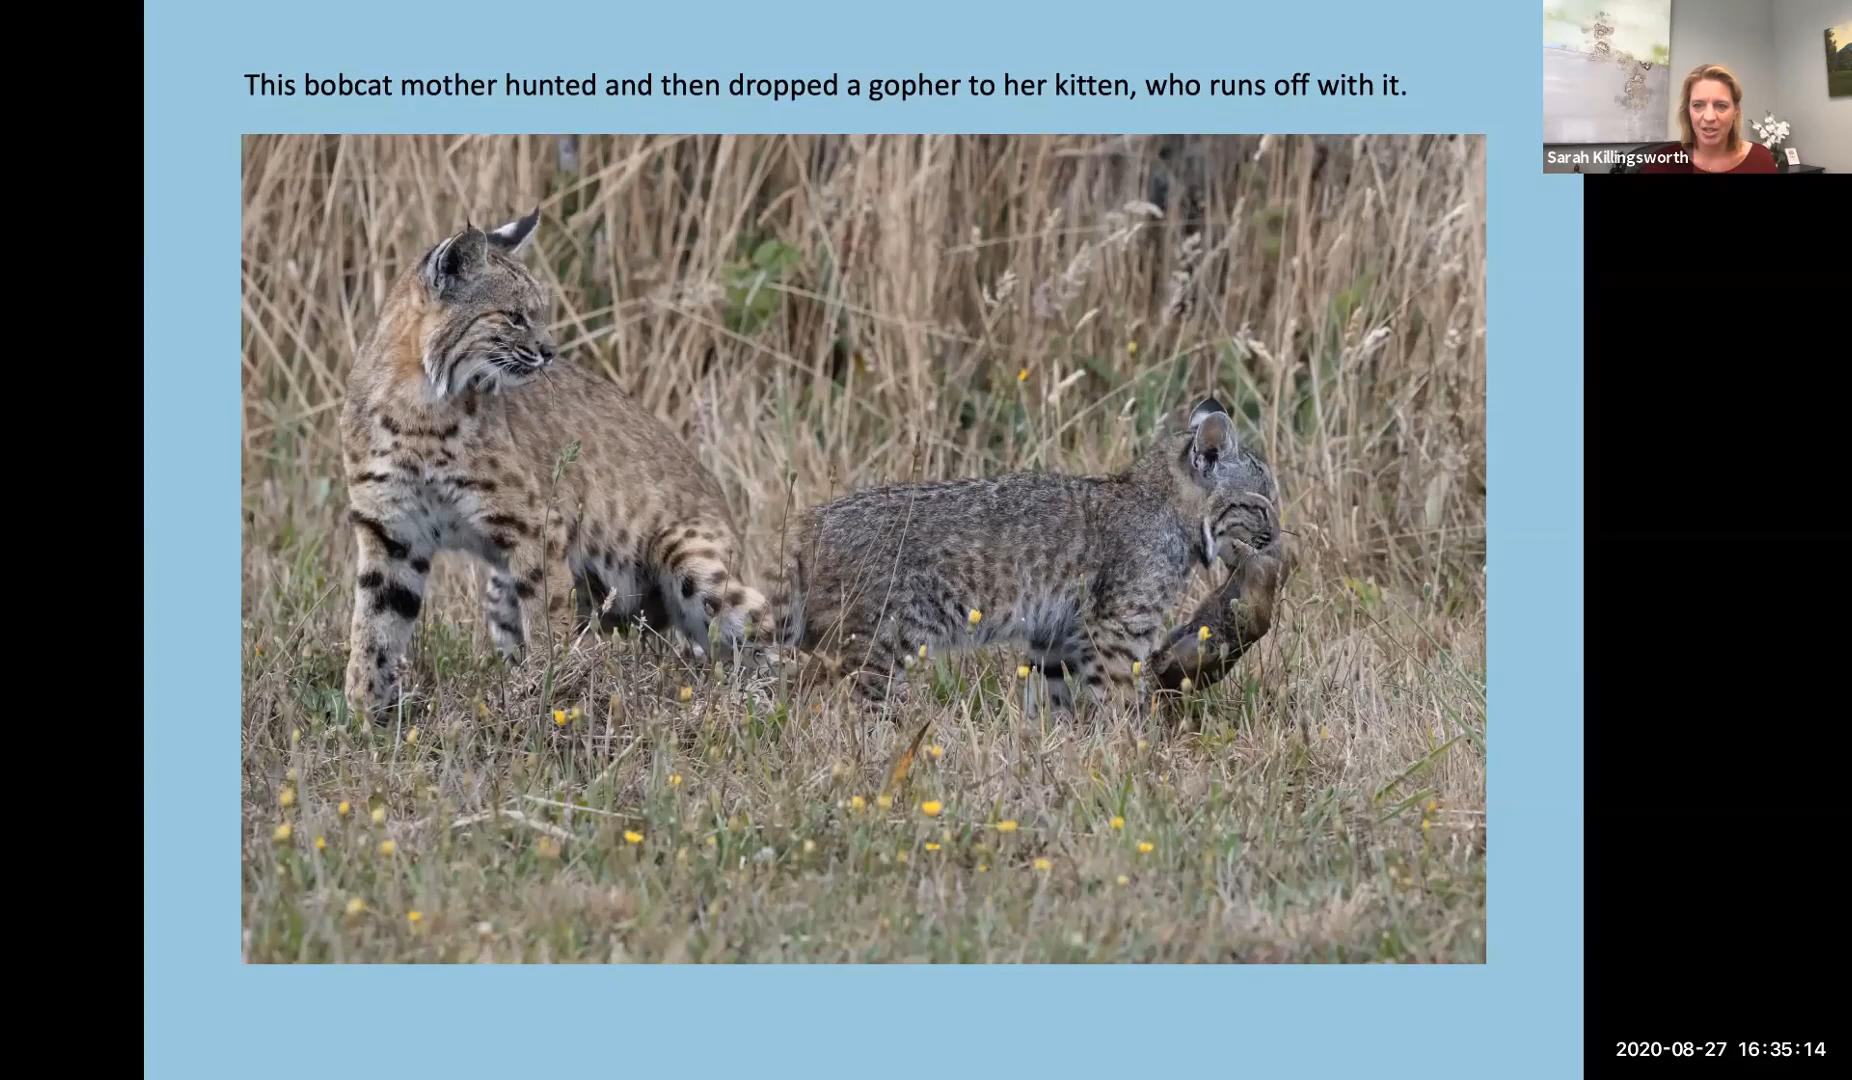 This bobcat mother hunted and then dropped a gopher to her kitten, who runs off with it.
Sarah Killingsworth
2020-08-27 16:35:14